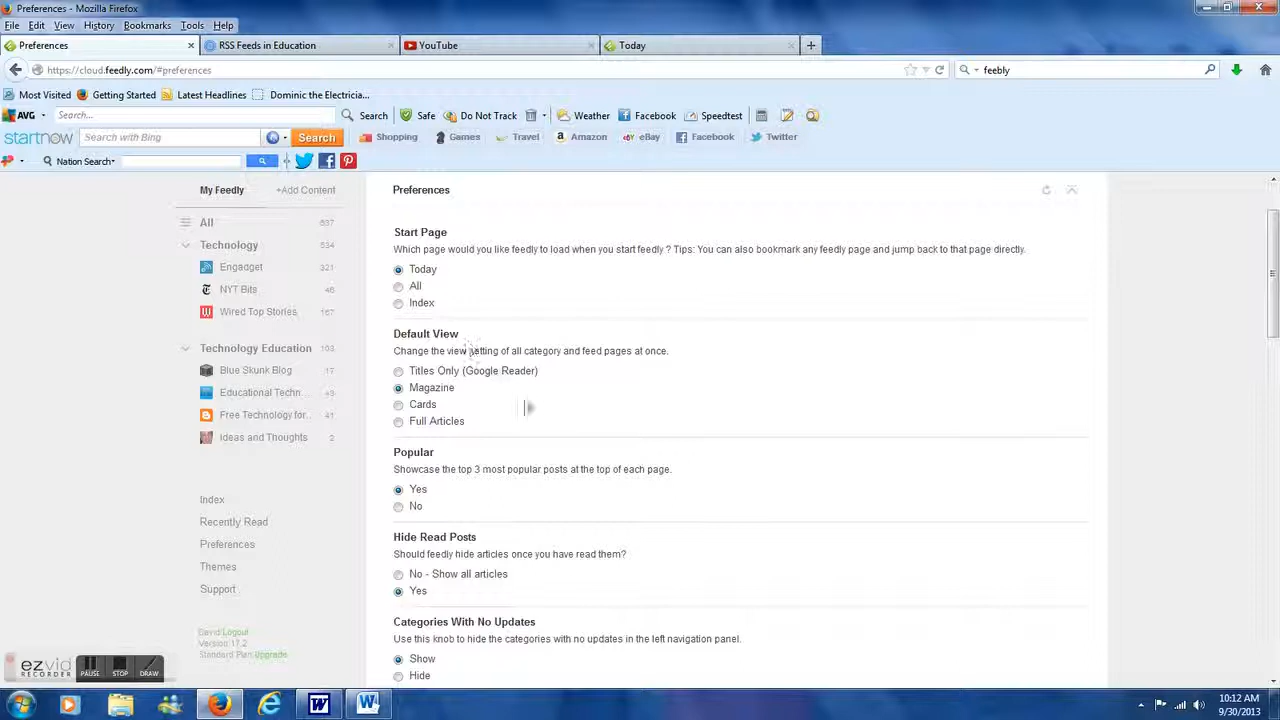 Preferences - Mozilla Firefox
File Edit View History Bookmarks Tools Help
Preferences × RSS Feeds in Education × YouTube × Today × +
https://cloud.feedly.com/#preferences feebly
Most Visited Getting Started Latest Headlines Dominic the Electricia...
AVG Search... Search Safe Do Not Track Weather Facebook Speedtest
startnow Search with Bing Search Shopping Games Travel Amazon eBay Facebook Twitter
Nation Search
My Feedly +Add Content
All 637
Technology 534
Engadget 321
NYT Bits 46
Wired Top Stories 167
Technology Education 103
Blue Skunk Blog 17
Educational Techn... 43
Free Technology for... 41
Ideas and Thoughts 2
Index
Recently Read
Preferences
Themes
Support
David Logout
Version 17.2
Standard Plan Upgrade
Preferences
Start Page
Which page would you like feedly to load when you start feedly ? Tips: You can also bookmark any feedly page and jump back to that page directly.
Today
All
Index
Default View
Change the view setting of all category and feed pages at once.
Titles Only (Google Reader)
Magazine
Cards
Full Articles
Popular
Showcase the top 3 most popular posts at the top of each page.
Yes
No
Hide Read Posts
Should feedly hide articles once you have read them?
No - Show all articles
Yes
Categories With No Updates
Use this knob to hide the categories with no updates in the left navigation panel.
Show
Hide
ezvid
RECORDER
PAUSE STOP DRAW
10:12 AM
9/30/2013